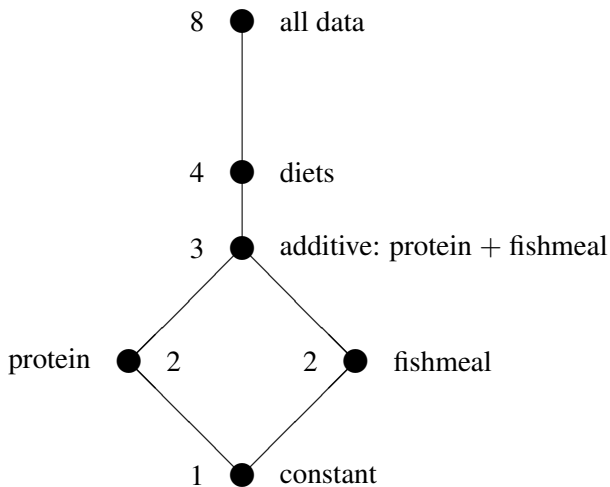 8 all data
4 diets
3 additive: protein + fishmeal
protein 2 2 fishmeal
1 constant